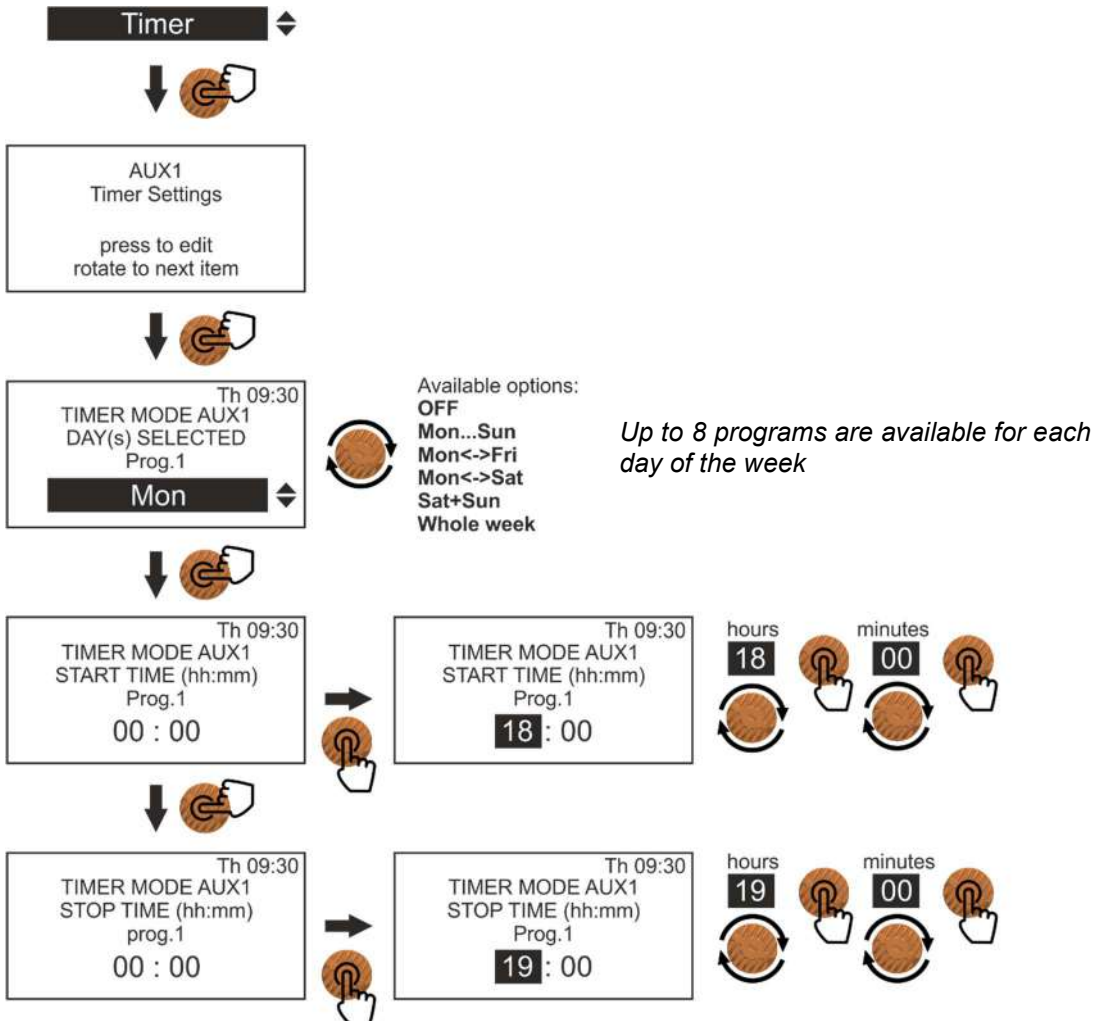 Timer
AUX1
Timer Settings
press to edit
rotate to next item
Th 09:30
TIMER MODE AUX1
DAY(s) SELECTED
Prog.1
Mon
Available options:
OFF
Mon...Sun
Mon<->Fri
Mon<->Sat
Sat+Sun
Whole week
Up to 8 programs are available for each
day of the week
Th 09:30
TIMER MODE AUX1
START TIME (hh:mm)
Prog.1
00 : 00
Th 09:30
TIMER MODE AUX1
START TIME (hh:mm)
Prog.1
18 : 00
hours
18
minutes
00
Th 09:30
TIMER MODE AUX1
STOP TIME (hh:mm)
prog.1
00 : 00
Th 09:30
TIMER MODE AUX1
STOP TIME (hh:mm)
Prog.1
19 : 00
hours
19
minutes
00